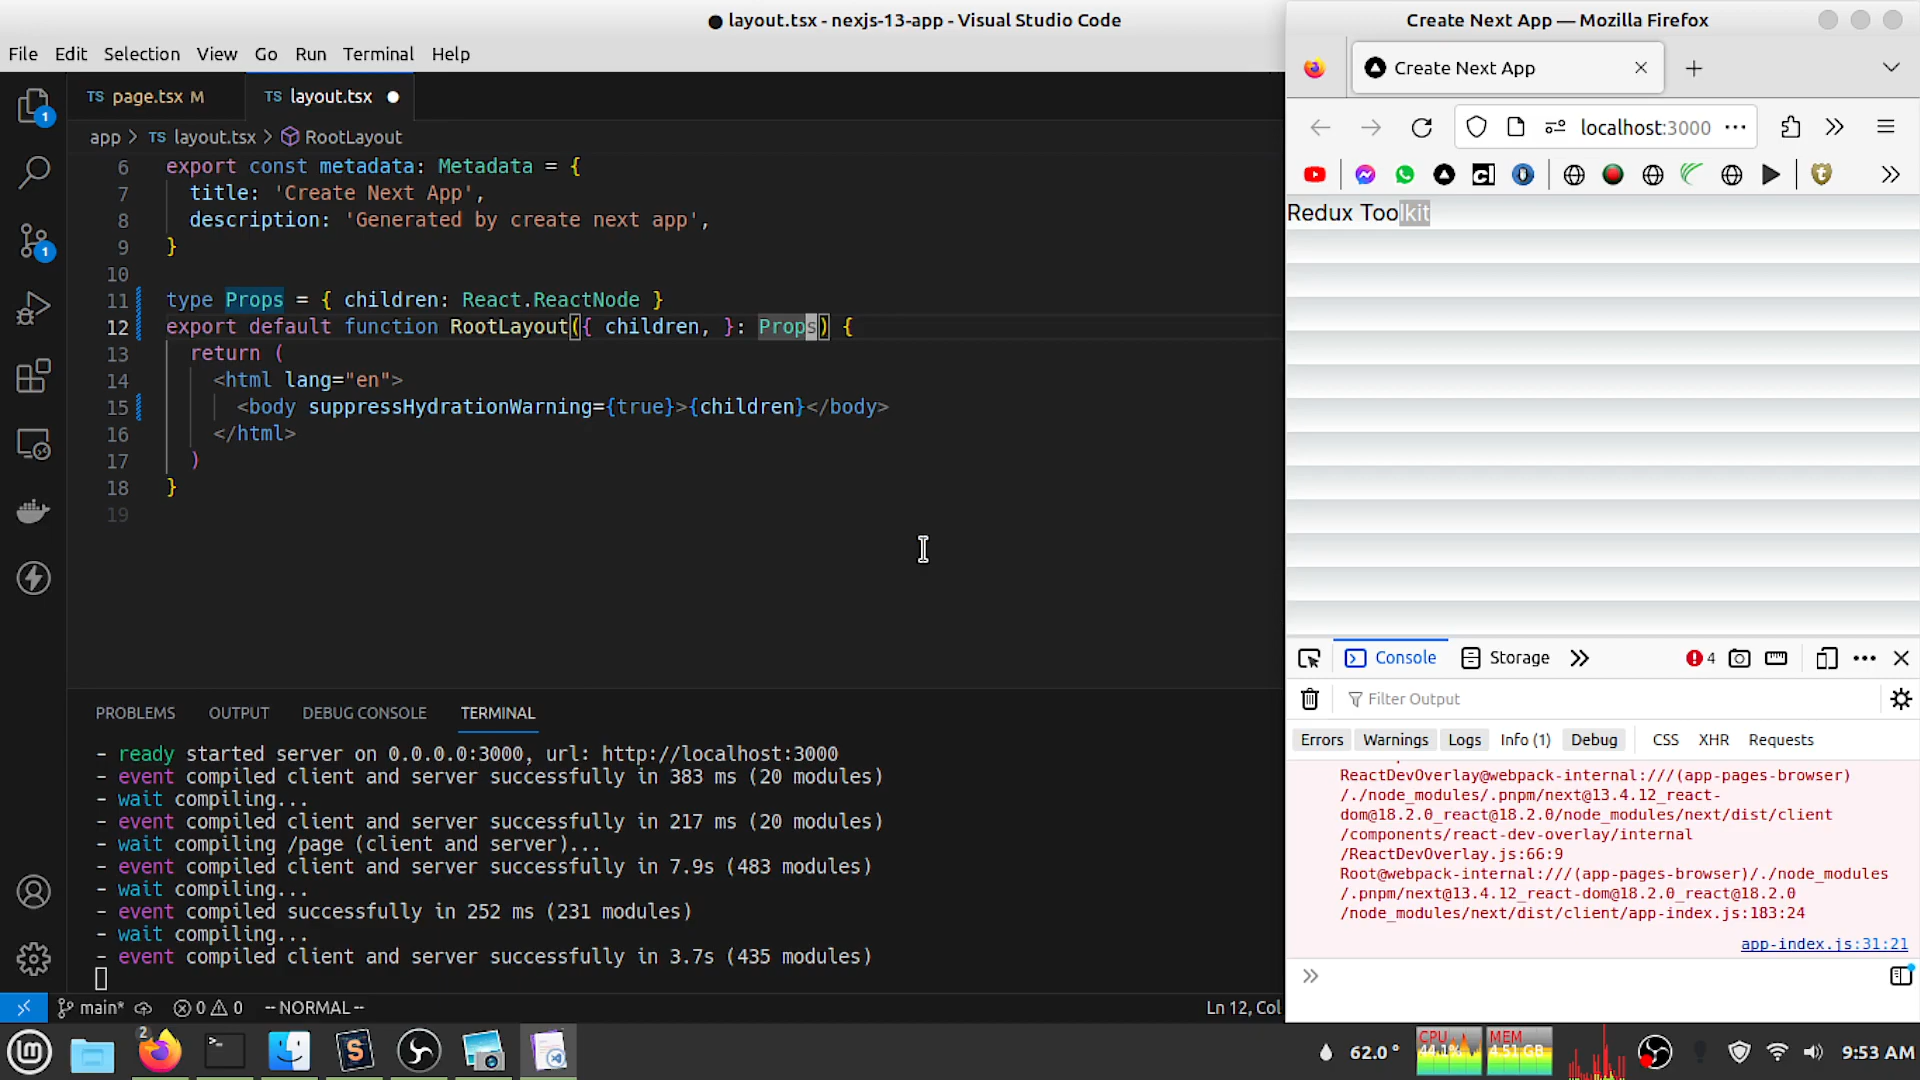 ● layout.tsx - nexjs-13-app - Visual Studio Code
File Edit Selection View Go Run Terminal Help
TS page.tsx M
TS layout.tsx ●
app > TS layout.tsx > RootLayout
6 export const metadata: Metadata = {
7 title: 'Create Next App',
8 description: 'Generated by create next app',
9 }
10
11 type Props = { children: React.ReactNode }
12 export default function RootLayout({ children, }: Props) {
13 return (
14 <html lang="en">
15 <body suppressHydrationWarning={true}>{children}</body>
16 </html>
17 )
18 }
19
1
1
PROBLEMS OUTPUT DEBUG CONSOLE TERMINAL
- ready started server on 0.0.0.0:3000, url: http://localhost:3000
- event compiled client and server successfully in 383 ms (20 modules)
- wait compiling...
- event compiled client and server successfully in 217 ms (20 modules)
- wait compiling /page (client and server)...
- event compiled client and server successfully in 7.9s (483 modules)
- wait compiling...
- event compiled successfully in 252 ms (231 modules)
- wait compiling...
- event compiled client and server successfully in 3.7s (435 modules)
main* 0 0 -- NORMAL -- Ln 12, Col
Create Next App — Mozilla Firefox
Create Next App
localhost:3000
Redux Toolkit
Console Storage 4
Filter Output
Errors Warnings Logs Info (1) Debug CSS XHR Requests
ReactDevOverlay@webpack-internal:///(app-pages-browser)
/./node_modules/.pnpm/next@13.4.12_react-
dom@18.2.0_react@18.2.0/node_modules/next/dist/client
/components/react-dev-overlay/internal
/ReactDevOverlay.js:66:9
Root@webpack-internal:///(app-pages-browser)/./node_modules
/.pnpm/next@13.4.12_react-dom@18.2.0_react@18.2.0
/node_modules/next/dist/client/app-index.js:183:24
app-index.js:31:21
2
62.0° CPU 44.1% MEM 4.51 GB 9:53 AM